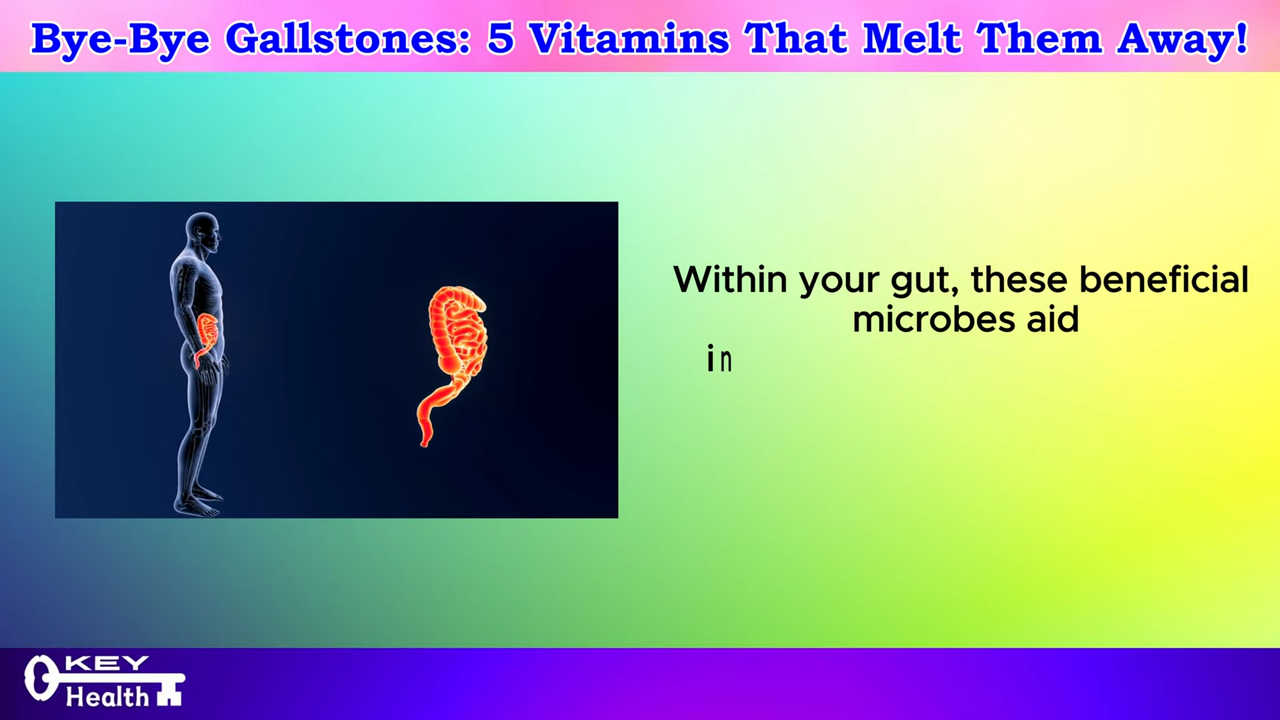 Bye-Bye Gallstones: 5 Vitamins That Melt Them Away!
Within your gut, these beneficial
microbes aid
in
KEY
Health